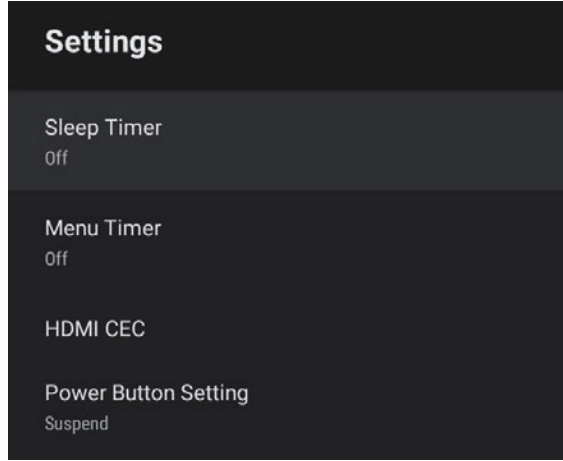 Settings
Sleep Timer
Off
Menu Timer
Off
HDMI CEC
Power Button Setting
Suspend